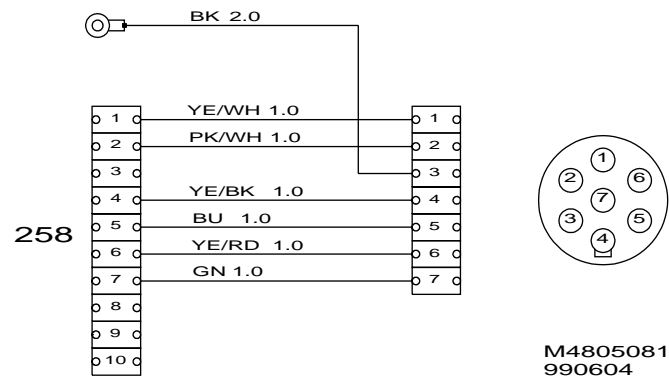 BK 2.0
1 YE/WH 1.0 1
2 PK/WH 1.0 2
3 3
4 YE/BK 1.0 4
258
5 BU 1.0 5
6 YE/RD 1.0 6
7 GN 1.0 7
8
9
10
1
2 6
7
3 5
4
M4805081
990604